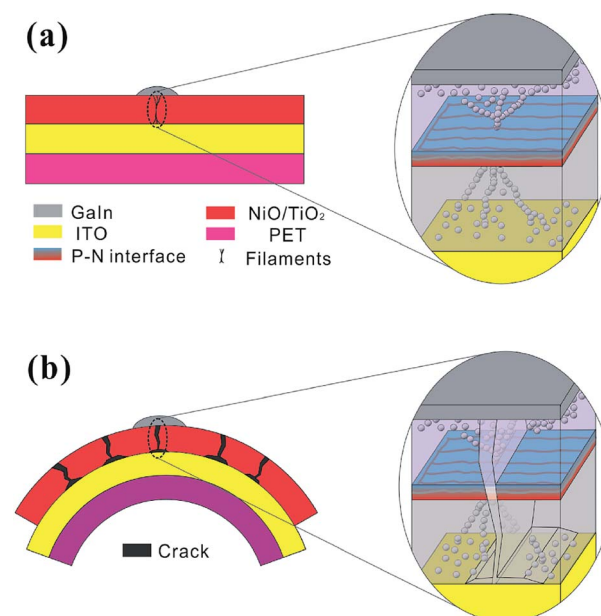 (a)
GaIn
NiO/TiO₂
ITO
PET
P-N interface
Filaments
(b)
Crack